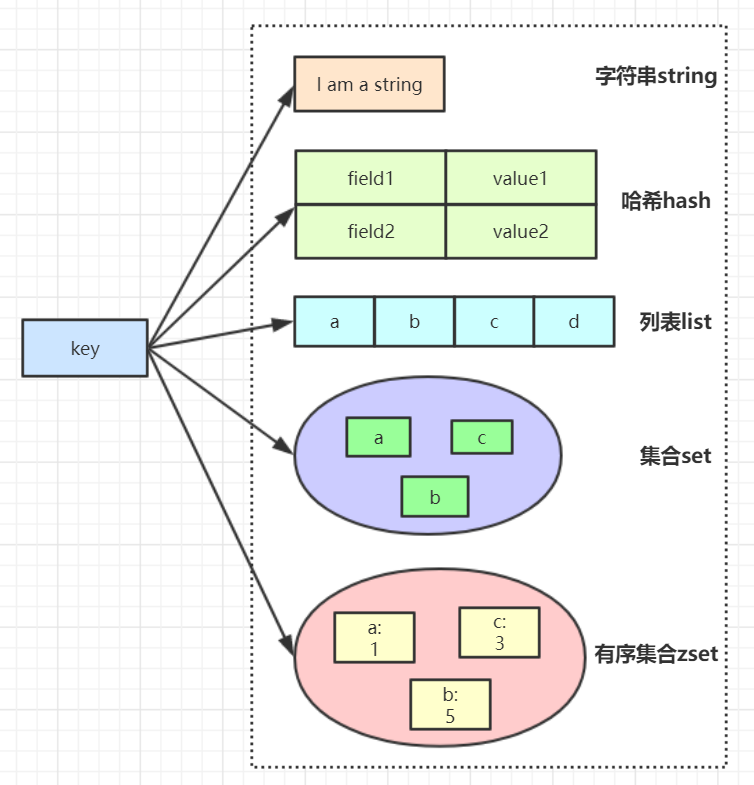 I am a string
字符串string
field1
value1
field2
value2
哈希hash
a
b
c
d
列表list
key
a
c
b
集合set
a:
1
c:
3
b:
5
有序集合zset